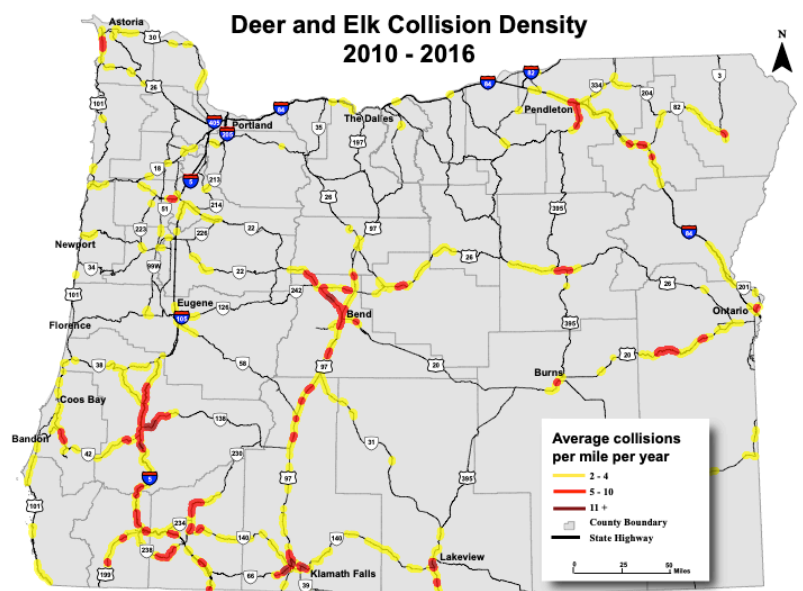 Deer and Elk Collision Density
2010 - 2016
N
Astoria
30
26
101
405
Portland
205
84
35
The Dalles
197
84
82
Pendleton
334
204
3
82
18
5
213
51
214
26
97
395
223
226
22
Newport
34
99W
22
26
84
101
242
26
201
Eugene
126
Bend
395
Ontario
105
Florence
38
58
97
20
Burns
20
Coos Bay
138
Bandon
42
230
31
5
97
395
101
234
140
140
238
199
66
39
Klamath Falls
Lakeview
Average collisions
per mile per year
2 - 4
5 - 10
11 +
County Boundary
State Highway
0 25 50 Miles